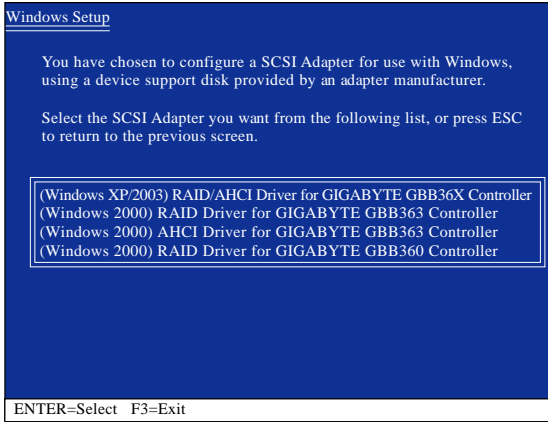 Windows Setup
You have chosen to configure a SCSI Adapter for use with Windows,
using a device support disk provided by an adapter manufacturer.
Select the SCSI Adapter you want from the following list, or press ESC
to return to the previous screen.
(Windows XP/2003) RAID/AHCI Driver for GIGABYTE GBB36X Controller
(Windows 2000) RAID Driver for GIGABYTE GBB363 Controller
(Windows 2000) AHCI Driver for GIGABYTE GBB363 Controller
(Windows 2000) RAID Driver for GIGABYTE GBB360 Controller
ENTER=Select F3=Exit